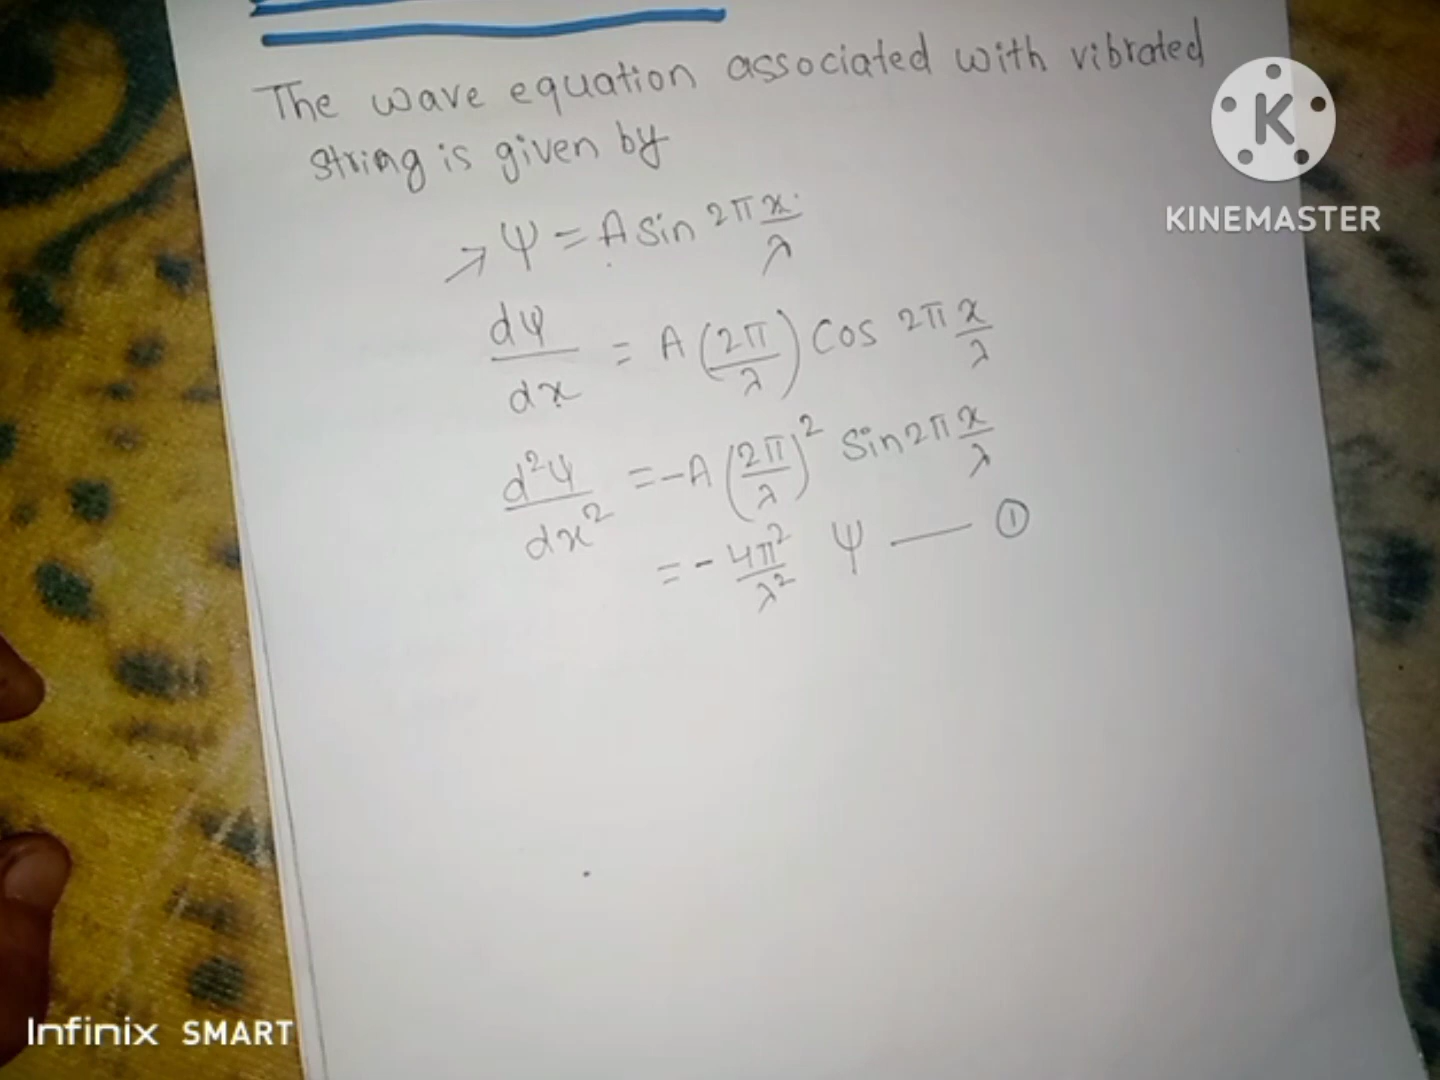 The wave equation associated with vibrated
string is given by
→ Ψ = A Sin 2π x/λ
dΨ/dx = A (2π/λ) Cos 2π x/λ
d²Ψ/dx² = -A (2π/λ)² Sin 2π x/λ
= - 4π²/λ² Ψ — ①
K
KINEMASTER
Infinix SMART